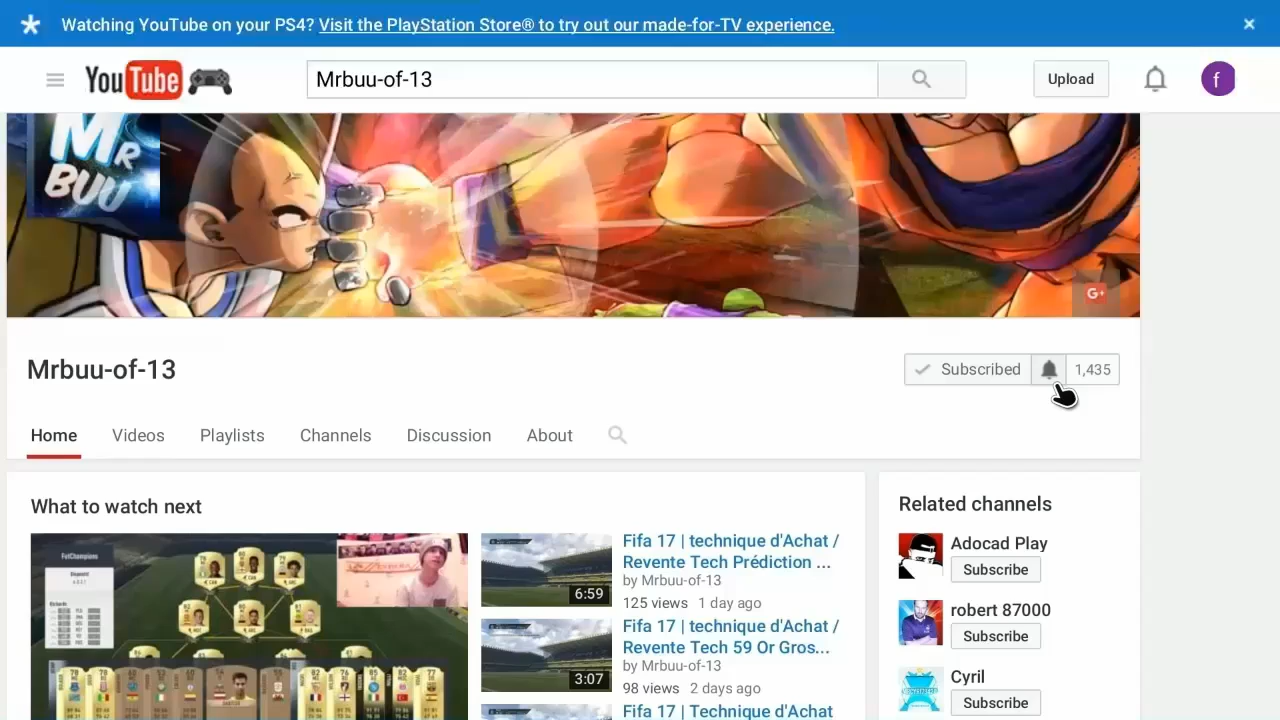 Watching YouTube on your PS4? Visit the PlayStation Store® to try out our made-for-TV experience.
YouTube
Mrbuu-of-13
Upload
f
MR
BUU
G+
Mrbuu-of-13
Subscribed
1,435
Home
Videos
Playlists
Channels
Discussion
About
What to watch next
FutChampions
Fifa 17 | technique d'Achat /
Revente Tech Prédiction ...
by Mrbuu-of-13
125 views 1 day ago
6:59
Fifa 17 | technique d'Achat /
Revente Tech 59 Or Gros...
by Mrbuu-of-13
98 views 2 days ago
3:07
Fifa 17 | Technique d'Achat
Related channels
Adocad Play
Subscribe
robert 87000
Subscribe
Cyril
Subscribe